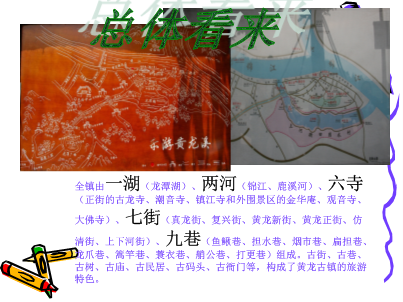 总体看来
乐游黄龙溪
全镇由一湖（龙潭湖）、两河（锦江、鹿溪河）、六寺
（正街的古龙寺、潮音寺、镇江寺和外围景区的金华庵、观音寺、
大佛寺）、七街（真龙街、复兴街、黄龙新街、黄龙正街、仿
清街、上下河街）、九巷（鱼鳅巷、担水巷、烟市巷、扁担巷、
龙爪巷、篙竿巷、蓑衣巷、艄公巷、打更巷）组成。古街、古巷、
古树、古庙、古民居、古码头、古衙门等，构成了黄龙古镇的旅游
特色。